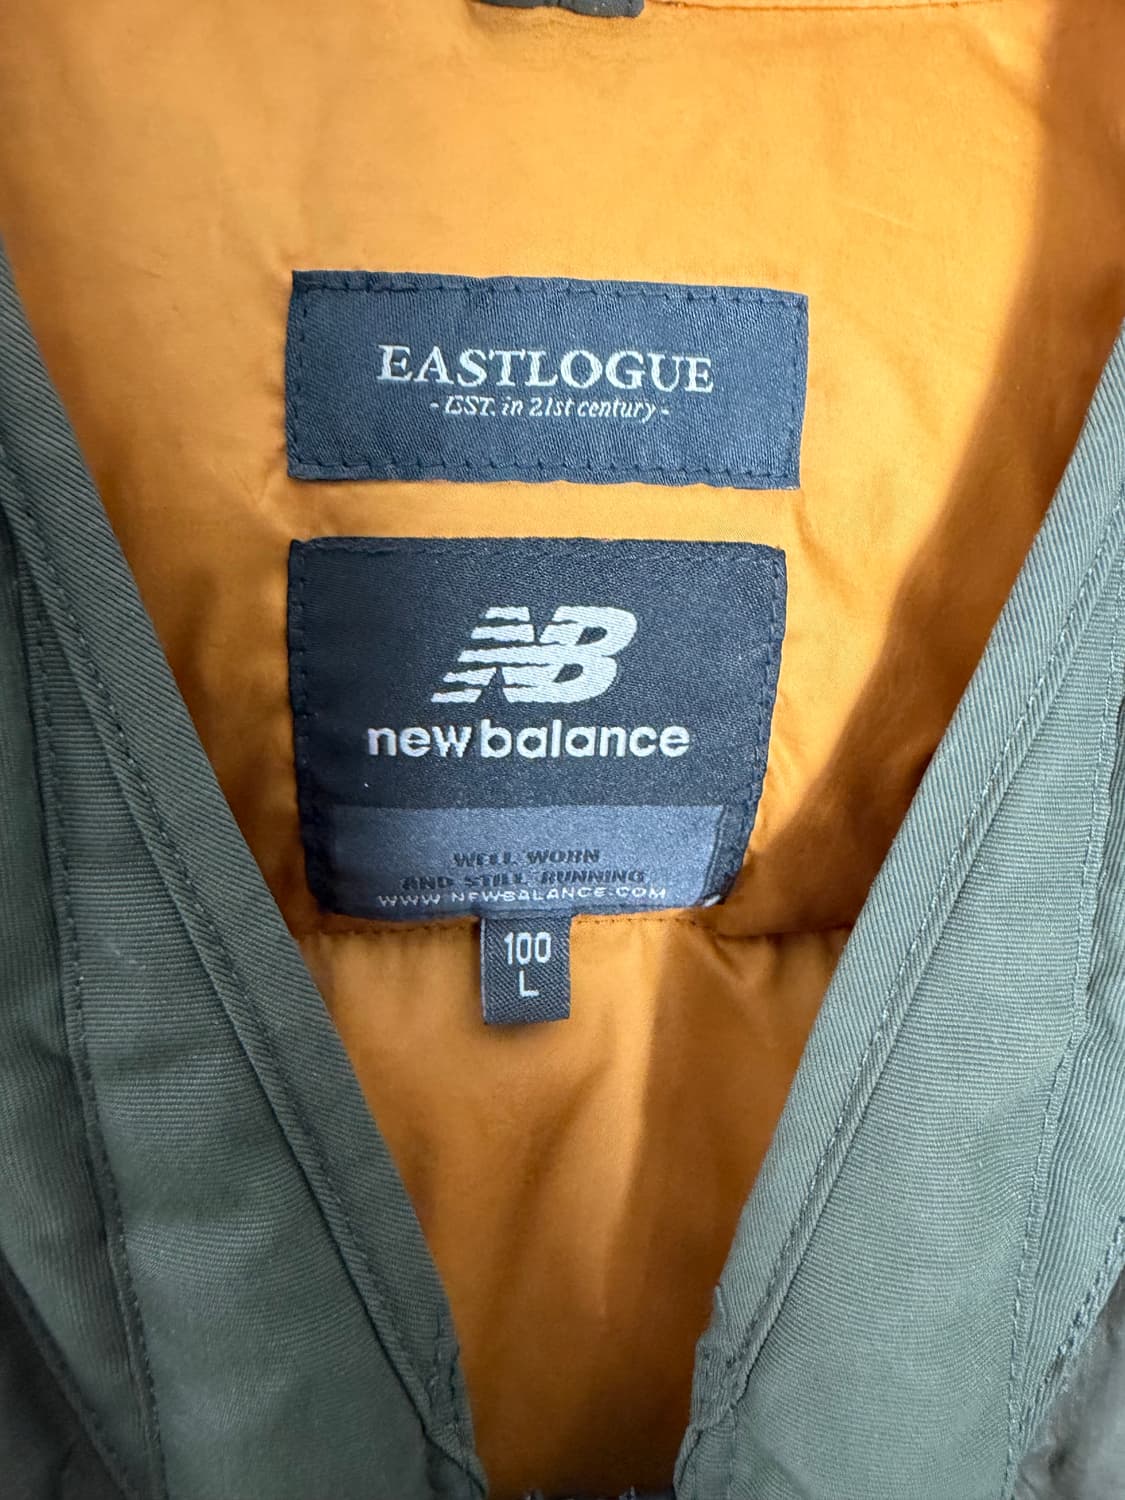 EASTLOGUE
- EST. in 21st century -
NB
new balance
WELL WORN
AND STILL RUNNING
WWW.NEWBALANCE.COM
100
L